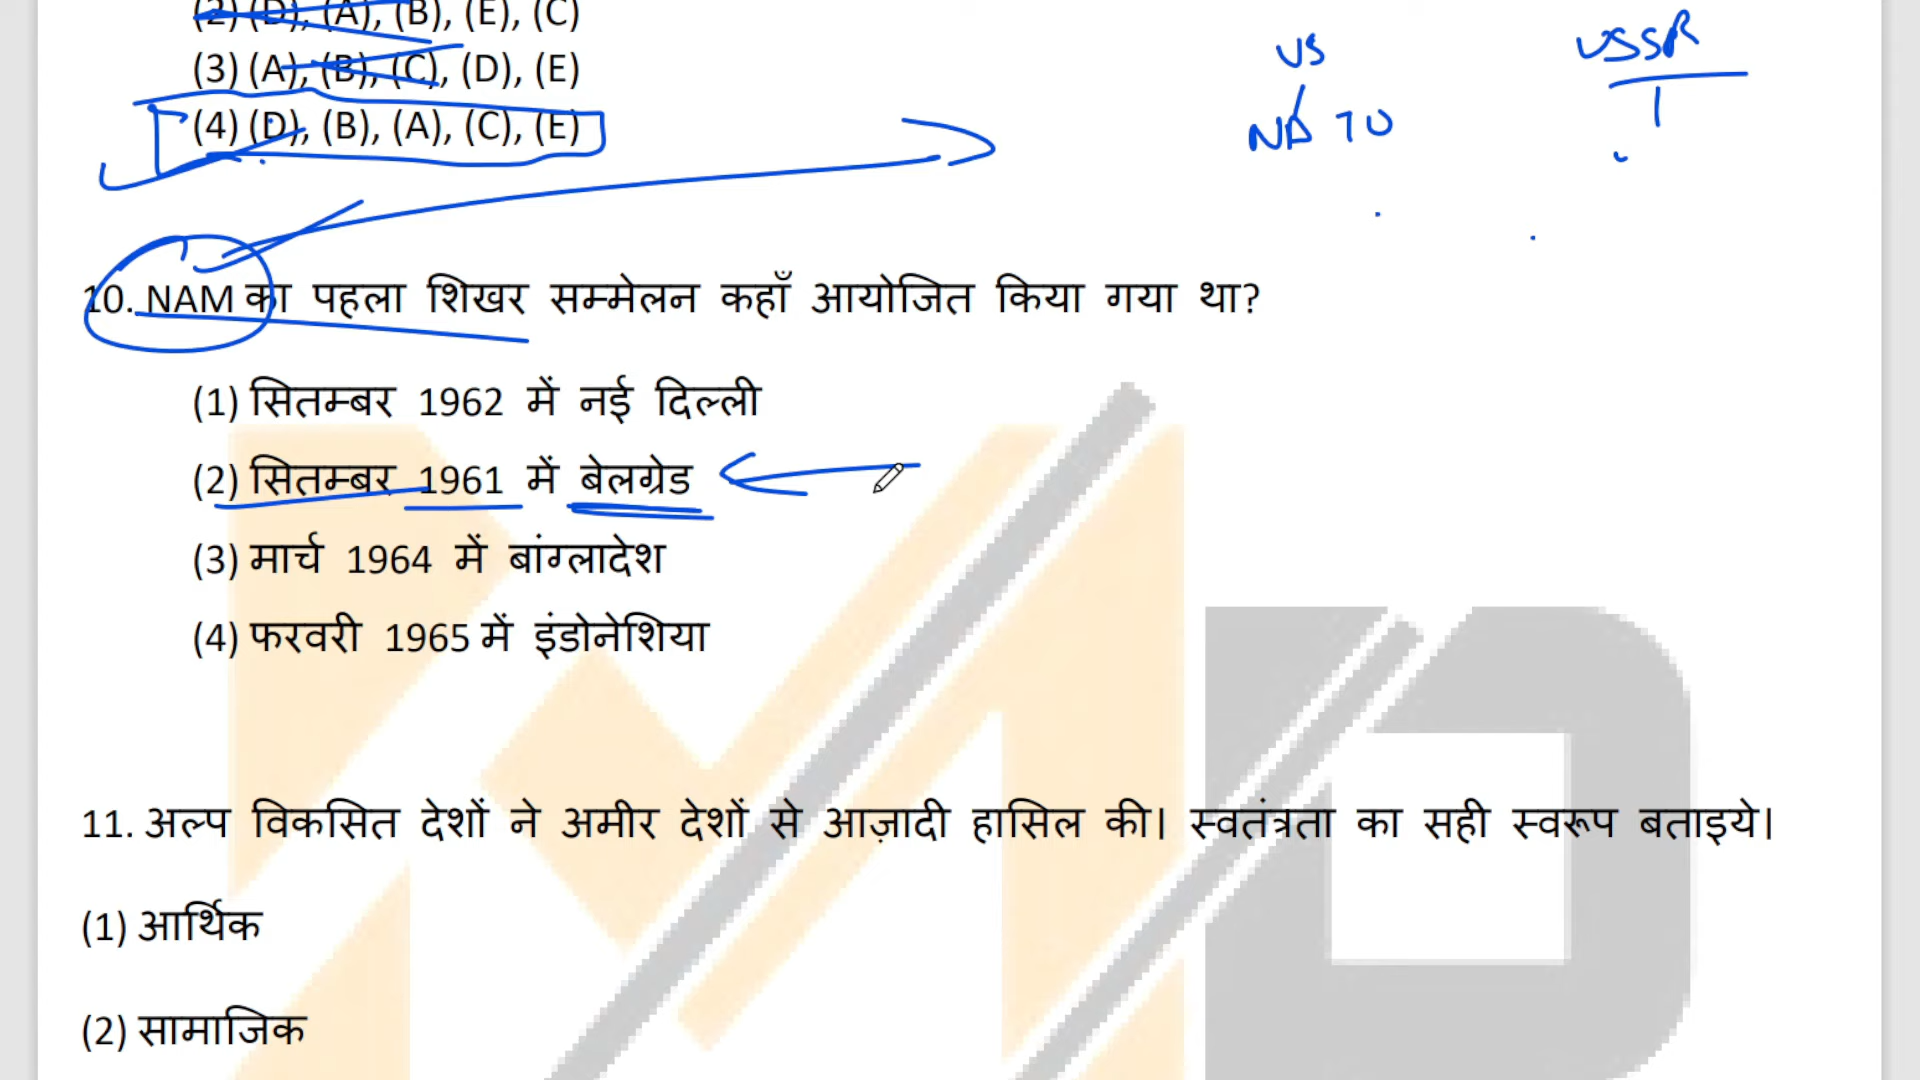 (2) (D), (A), (B), (E), (C)
(3) (A), (B), (C), (D), (E)
(4) (D), (B), (A), (C), (E)
US
USSR
NATO
10. NAM का पहला शिखर सम्मेलन कहाँ आयोजित किया गया था?
(1) सितम्बर 1962 में नई दिल्ली
(2) सितम्बर 1961 में बेलग्रेड
(3) मार्च 1964 में बांग्लादेश
(4) फरवरी 1965 में इंडोनेशिया
11. अल्प विकसित देशों ने अमीर देशों से आज़ादी हासिल की। स्वतंत्रता का सही स्वरूप बताइये।
(1) आर्थिक
(2) सामाजिक